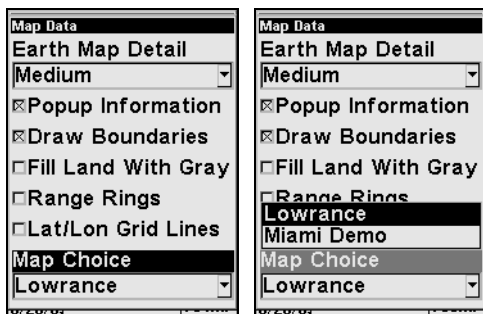 Map Data
Earth Map Detail
Medium
Popup Information
Draw Boundaries
Fill Land With Gray
Range Rings
Lat/Lon Grid Lines
Map Choice
Lowrance
Map Data
Earth Map Detail
Medium
Popup Information
Draw Boundaries
Fill Land With Gray
Range Rings
Lowrance
Miami Demo
Map Choice
Lowrance